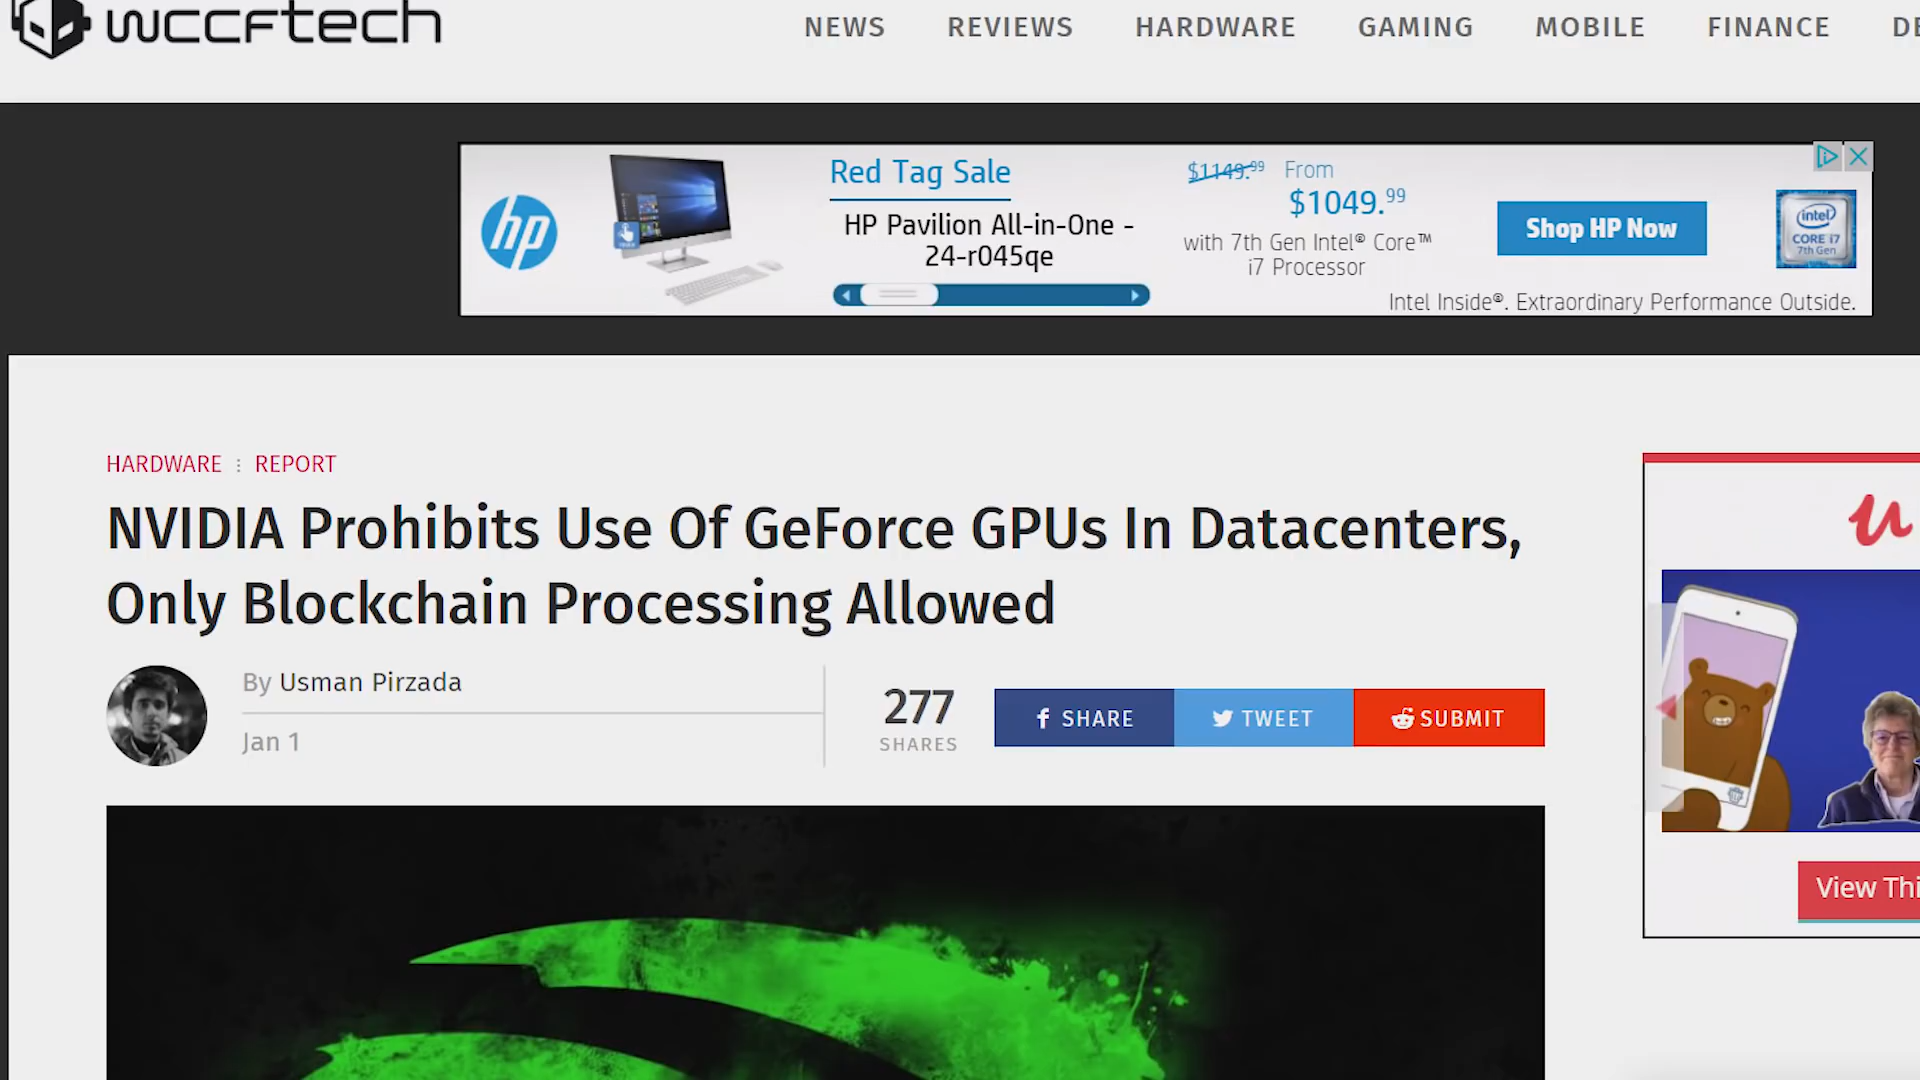 wccftech
NEWS REVIEWS HARDWARE GAMING MOBILE FINANCE
hp
Red Tag Sale
HP Pavilion All-in-One -
24-r045qe
$1149.99 From
$1049.99
with 7th Gen Intel® Core™
i7 Processor
Shop HP Now
intel
CORE i7
7th Gen
Intel Inside®. Extraordinary Performance Outside.
HARDWARE ⋮ REPORT
NVIDIA Prohibits Use Of GeForce GPUs In Datacenters,
Only Blockchain Processing Allowed
By Usman Pirzada
Jan 1
277
SHARES
SHARE
TWEET
SUBMIT
u
View Thi